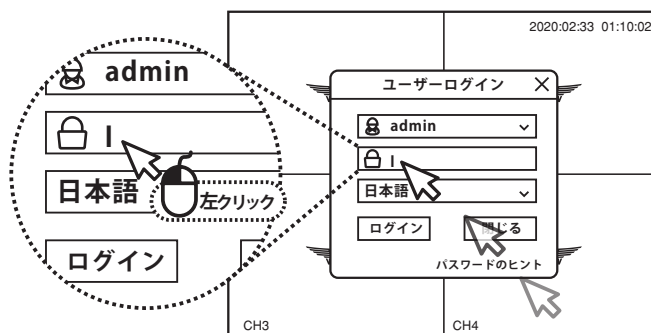 2020:02:33 01:10:02
ユーザーログイン
admin
日本語
ログイン
閉じる
パスワードのヒント
admin
日本語
左クリック
ログイン
CH3
CH4